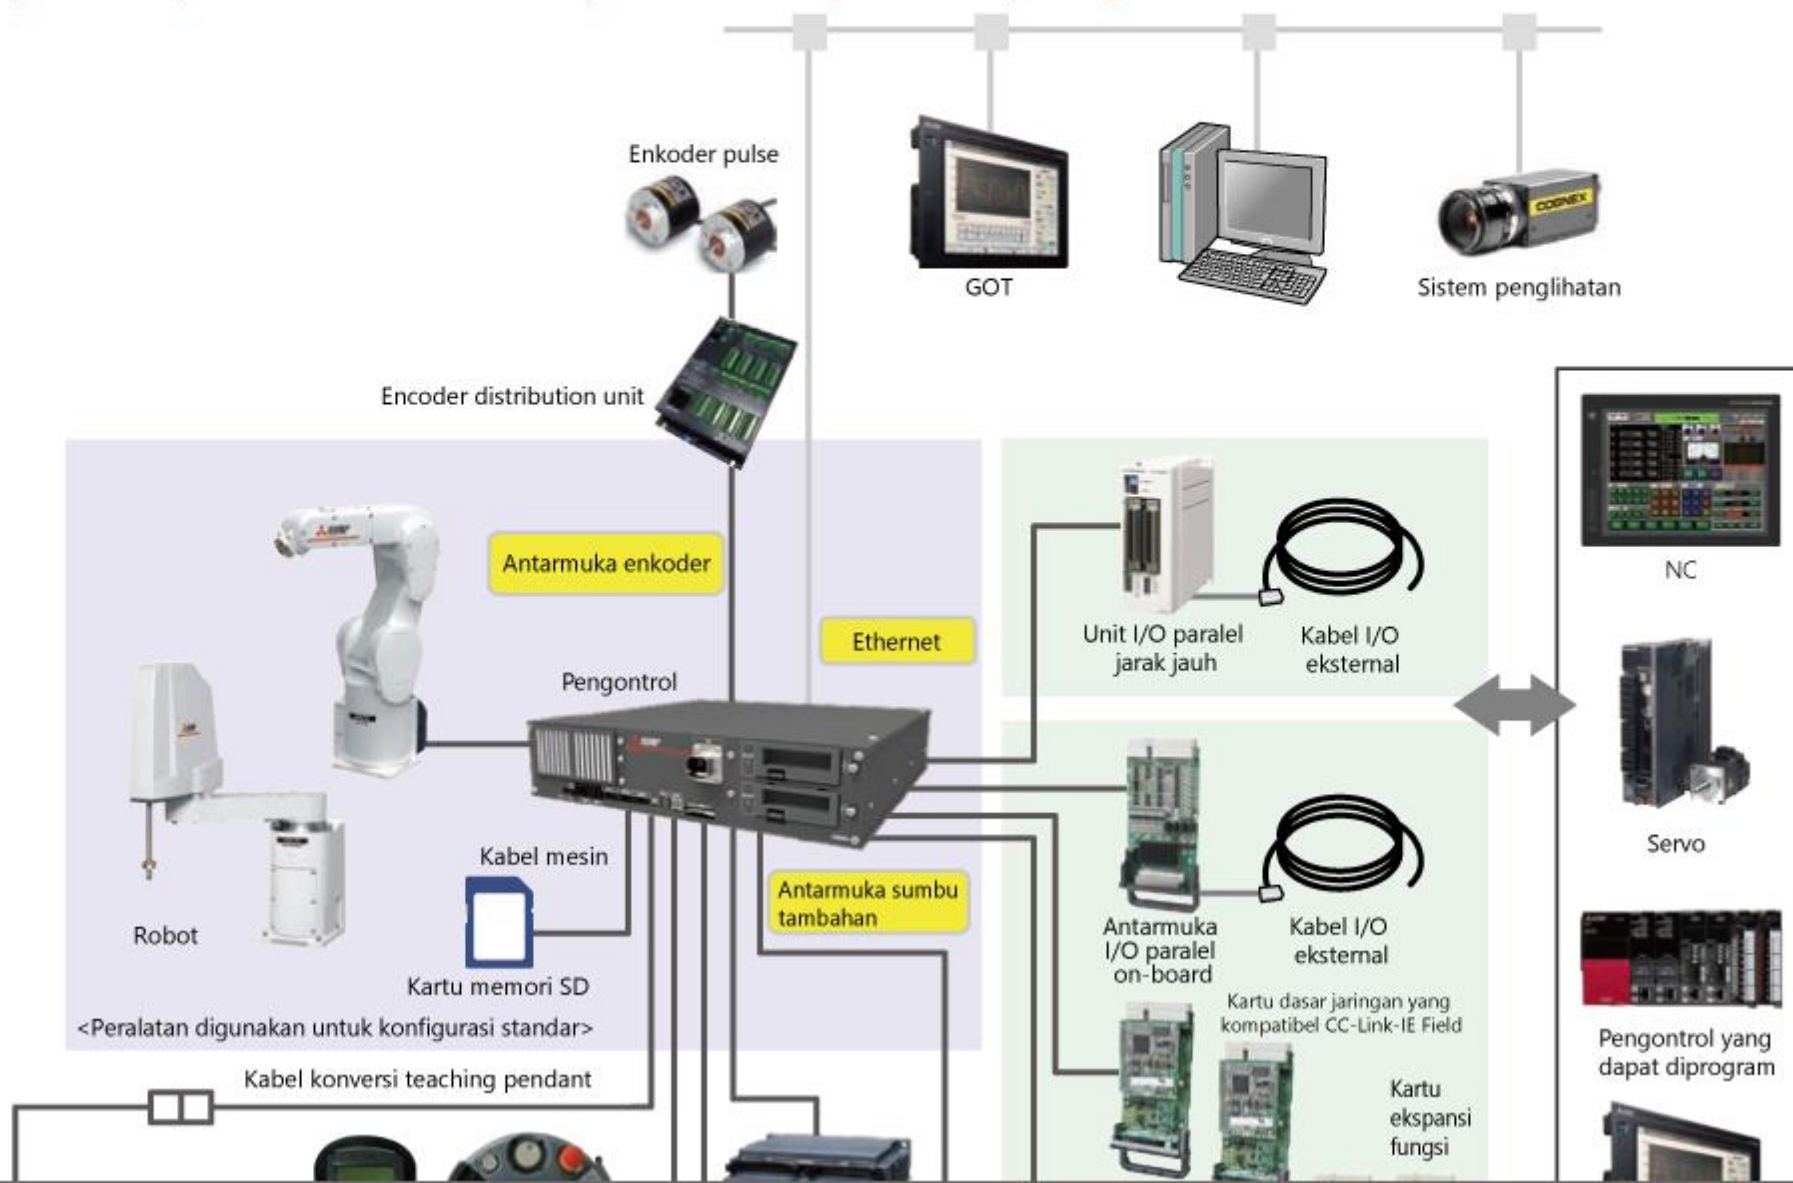 Enkoder pulse
GOT
COGNEX
Sistem penglihatan
Encoder distribution unit
Antarmuka enkoder
Ethernet
Pengontrol
Robot
Kabel mesin
Kartu memori SD
<Peralatan digunakan untuk konfigurasi standar>
Antarmuka sumbu
tambahan
Unit I/O paralel
jarak jauh
Kabel I/O
eksternal
Antarmuka
I/O paralel
on-board
Kabel I/O
eksternal
Kartu dasar jaringan yang
kompatibel CC-Link-IE Field
Kartu
ekspansi
fungsi
NC
Servo
Pengontrol yang
dapat diprogram
Kabel konversi teaching pendant